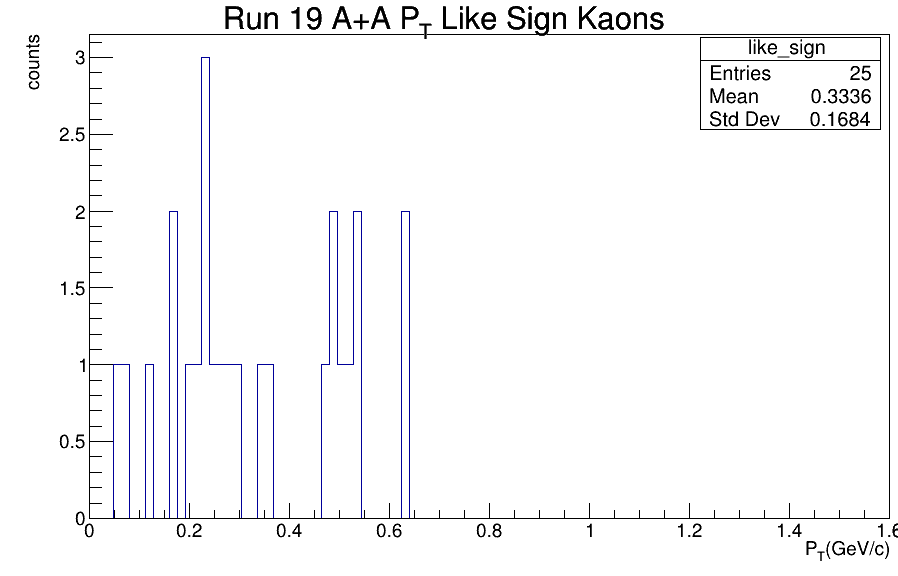 Run 19 A+A P_T Like Sign Kaons
counts
like_sign
Entries 25
Mean 0.3336
Std Dev 0.1684
3
2.5
2
1.5
1
0.5
0
0 0.2 0.4 0.6 0.8 1 1.2 1.4 1.6
P_T(GeV/c)